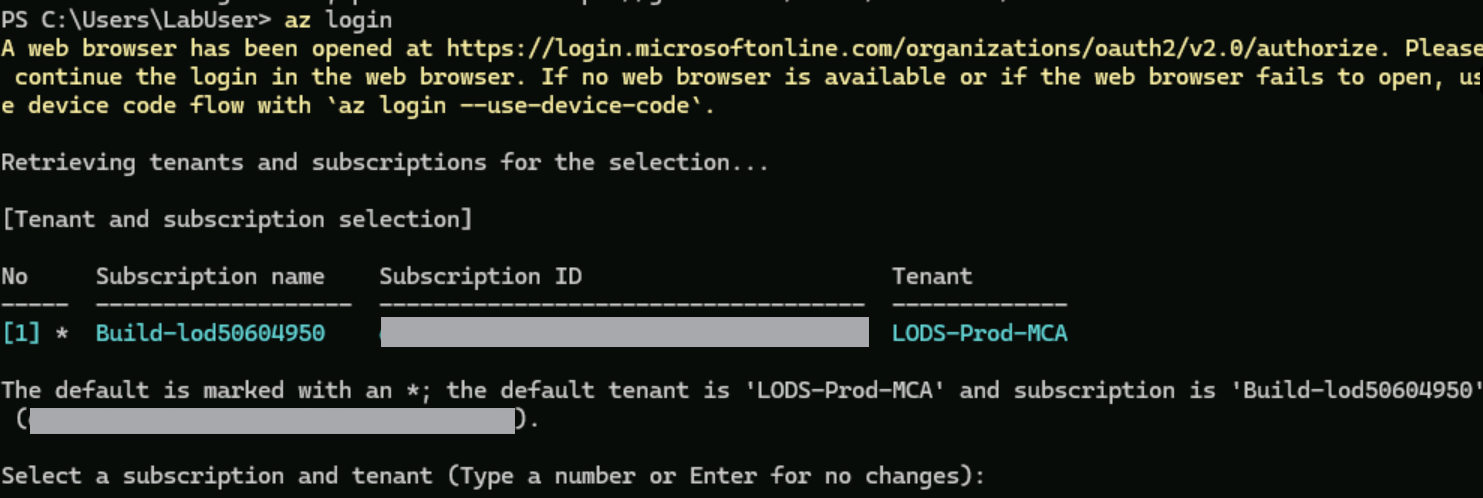 PS C:\Users\LabUser> az login
A web browser has been opened at https://login.microsoftonline.com/organizations/oauth2/v2.0/authorize. Please
continue the login in the web browser. If no web browser is available or if the web browser fails to open, us
e device code flow with `az login --use-device-code`.
Retrieving tenants and subscriptions for the selection...
[Tenant and subscription selection]
No Subscription name Subscription ID Tenant
----- ------------------- ------------------------------------ -------------
[1] * Build-lod50604950 LODS-Prod-MCA
The default is marked with an *; the default tenant is 'LODS-Prod-MCA' and subscription is 'Build-lod50604950'
( ).
Select a subscription and tenant (Type a number or Enter for no changes):